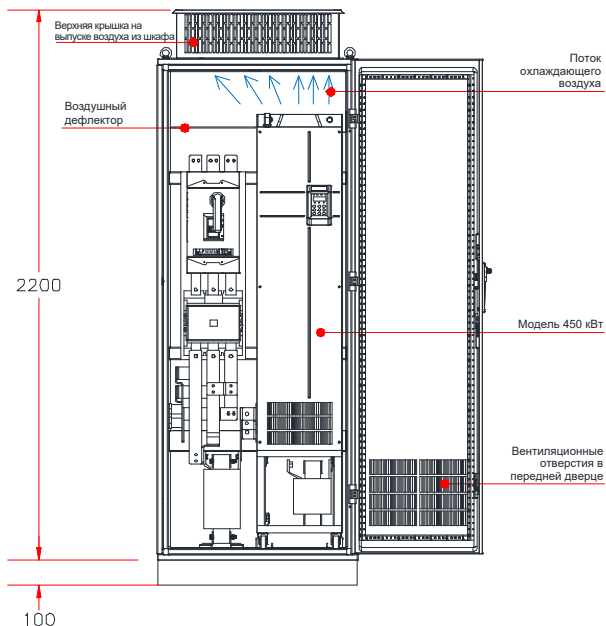 Верхняя крышка на
выпуске воздуха из шкафа
Поток
охлаждающего
воздуха
Воздушный
дефлектор
2200
Модель 450 кВт
Вентиляционные
отверстия в
передней дверце
100